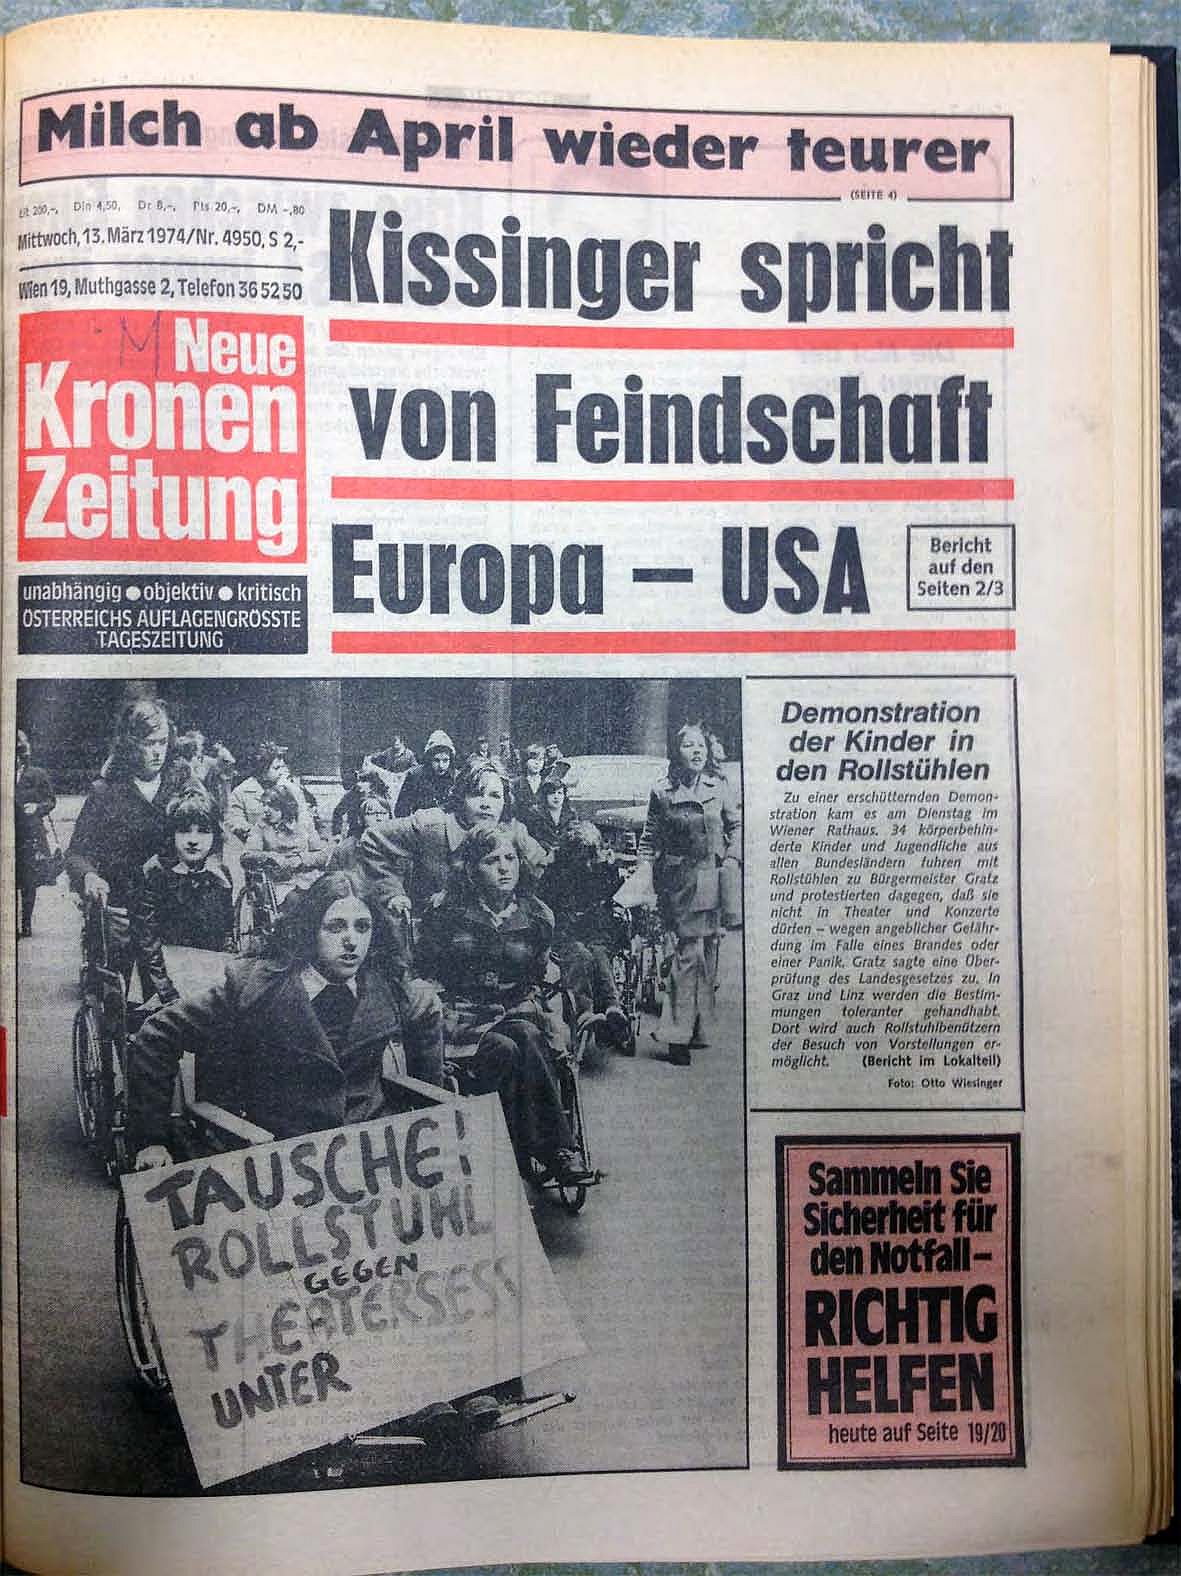 Milch ab April wieder teurer
(SEITE 4)
200,-, Din 4,50, Dr 8,-, Pts 20,-, DM -,80
Mittwoch, 13. März 1974/Nr. 4950, S 2,-
Wien 19, Muthgasse 2, Telefon 36 52 50
M Neue
Kronen
Zeitung
unabhängig ● objektiv ● kritisch
ÖSTERREICHS AUFLAGENGRÖSSTE
TAGESZEITUNG
Kissinger spricht
von Feindschaft
Europa – USA
Bericht
auf den
Seiten 2/3
Demonstration
der Kinder in
den Rollstühlen
Zu einer erschütternden Demon-
stration kam es am Dienstag im
Wiener Rathaus. 34 körperbehin-
derte Kinder und Jugendliche aus
allen Bundesländern fuhren mit
Rollstühlen zu Bürgermeister Gratz
und protestierten dagegen, daß sie
nicht in Theater und Konzerte
dürfen – wegen angeblicher Gefähr-
dung im Falle eines Brandes oder
einer Panik. Gratz sagte eine Über-
prüfung des Landesgesetzes zu. In
Graz und Linz werden die Bestim-
mungen toleranter gehandhabt.
Dort wird auch Rollstuhlbenützern
der Besuch von Vorstellungen er-
möglicht. (Bericht im Lokalteil)
Foto: Otto Wiesinger
TAUSCHE!
ROLLSTUHL
GEGEN
THEATERSESS
UNTER
Sammeln Sie
Sicherheit für
den Notfall –
RICHTIG
HELFEN
heute auf Seite 19/20